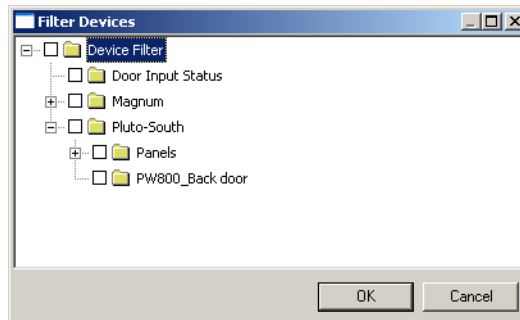 Filter Devices
Device Filter
Door Input Status
Magnum
Pluto-South
Panels
PW800_Back door
OK Cancel